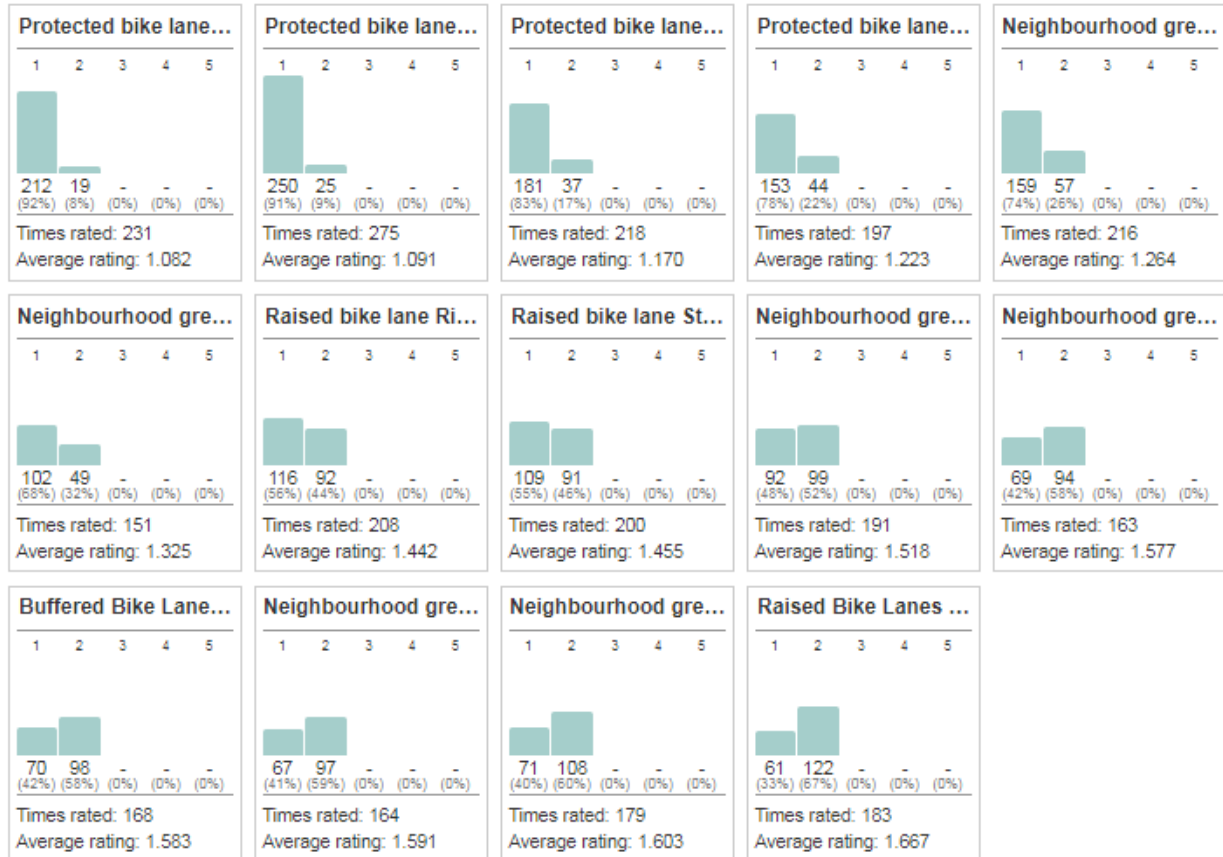 Protected bike lane...
1 2 3 4 5
212 19 - - -
(92%) (8%) (0%) (0%) (0%)
Times rated: 231
Average rating: 1.082
Protected bike lane...
1 2 3 4 5
250 25 - - -
(91%) (9%) (0%) (0%) (0%)
Times rated: 275
Average rating: 1.091
Protected bike lane...
1 2 3 4 5
181 37 - - -
(83%) (17%) (0%) (0%) (0%)
Times rated: 218
Average rating: 1.170
Protected bike lane...
1 2 3 4 5
153 44 - - -
(78%) (22%) (0%) (0%) (0%)
Times rated: 197
Average rating: 1.223
Neighbourhood gre...
1 2 3 4 5
159 57 - - -
(74%) (26%) (0%) (0%) (0%)
Times rated: 216
Average rating: 1.264
Neighbourhood gre...
1 2 3 4 5
102 49 - - -
(68%) (32%) (0%) (0%) (0%)
Times rated: 151
Average rating: 1.325
Raised bike lane Ri...
1 2 3 4 5
116 92 - - -
(56%) (44%) (0%) (0%) (0%)
Times rated: 208
Average rating: 1.442
Raised bike lane St...
1 2 3 4 5
109 91 - - -
(55%) (46%) (0%) (0%) (0%)
Times rated: 200
Average rating: 1.455
Neighbourhood gre...
1 2 3 4 5
92 99 - - -
(48%) (52%) (0%) (0%) (0%)
Times rated: 191
Average rating: 1.518
Neighbourhood gre...
1 2 3 4 5
69 94 - - -
(42%) (58%) (0%) (0%) (0%)
Times rated: 163
Average rating: 1.577
Buffered Bike Lane...
1 2 3 4 5
70 98 - - -
(42%) (58%) (0%) (0%) (0%)
Times rated: 168
Average rating: 1.583
Neighbourhood gre...
1 2 3 4 5
67 97 - - -
(41%) (59%) (0%) (0%) (0%)
Times rated: 164
Average rating: 1.591
Neighbourhood gre...
1 2 3 4 5
71 108 - - -
(40%) (60%) (0%) (0%) (0%)
Times rated: 179
Average rating: 1.603
Raised Bike Lanes ...
1 2 3 4 5
61 122 - - -
(33%) (67%) (0%) (0%) (0%)
Times rated: 183
Average rating: 1.667